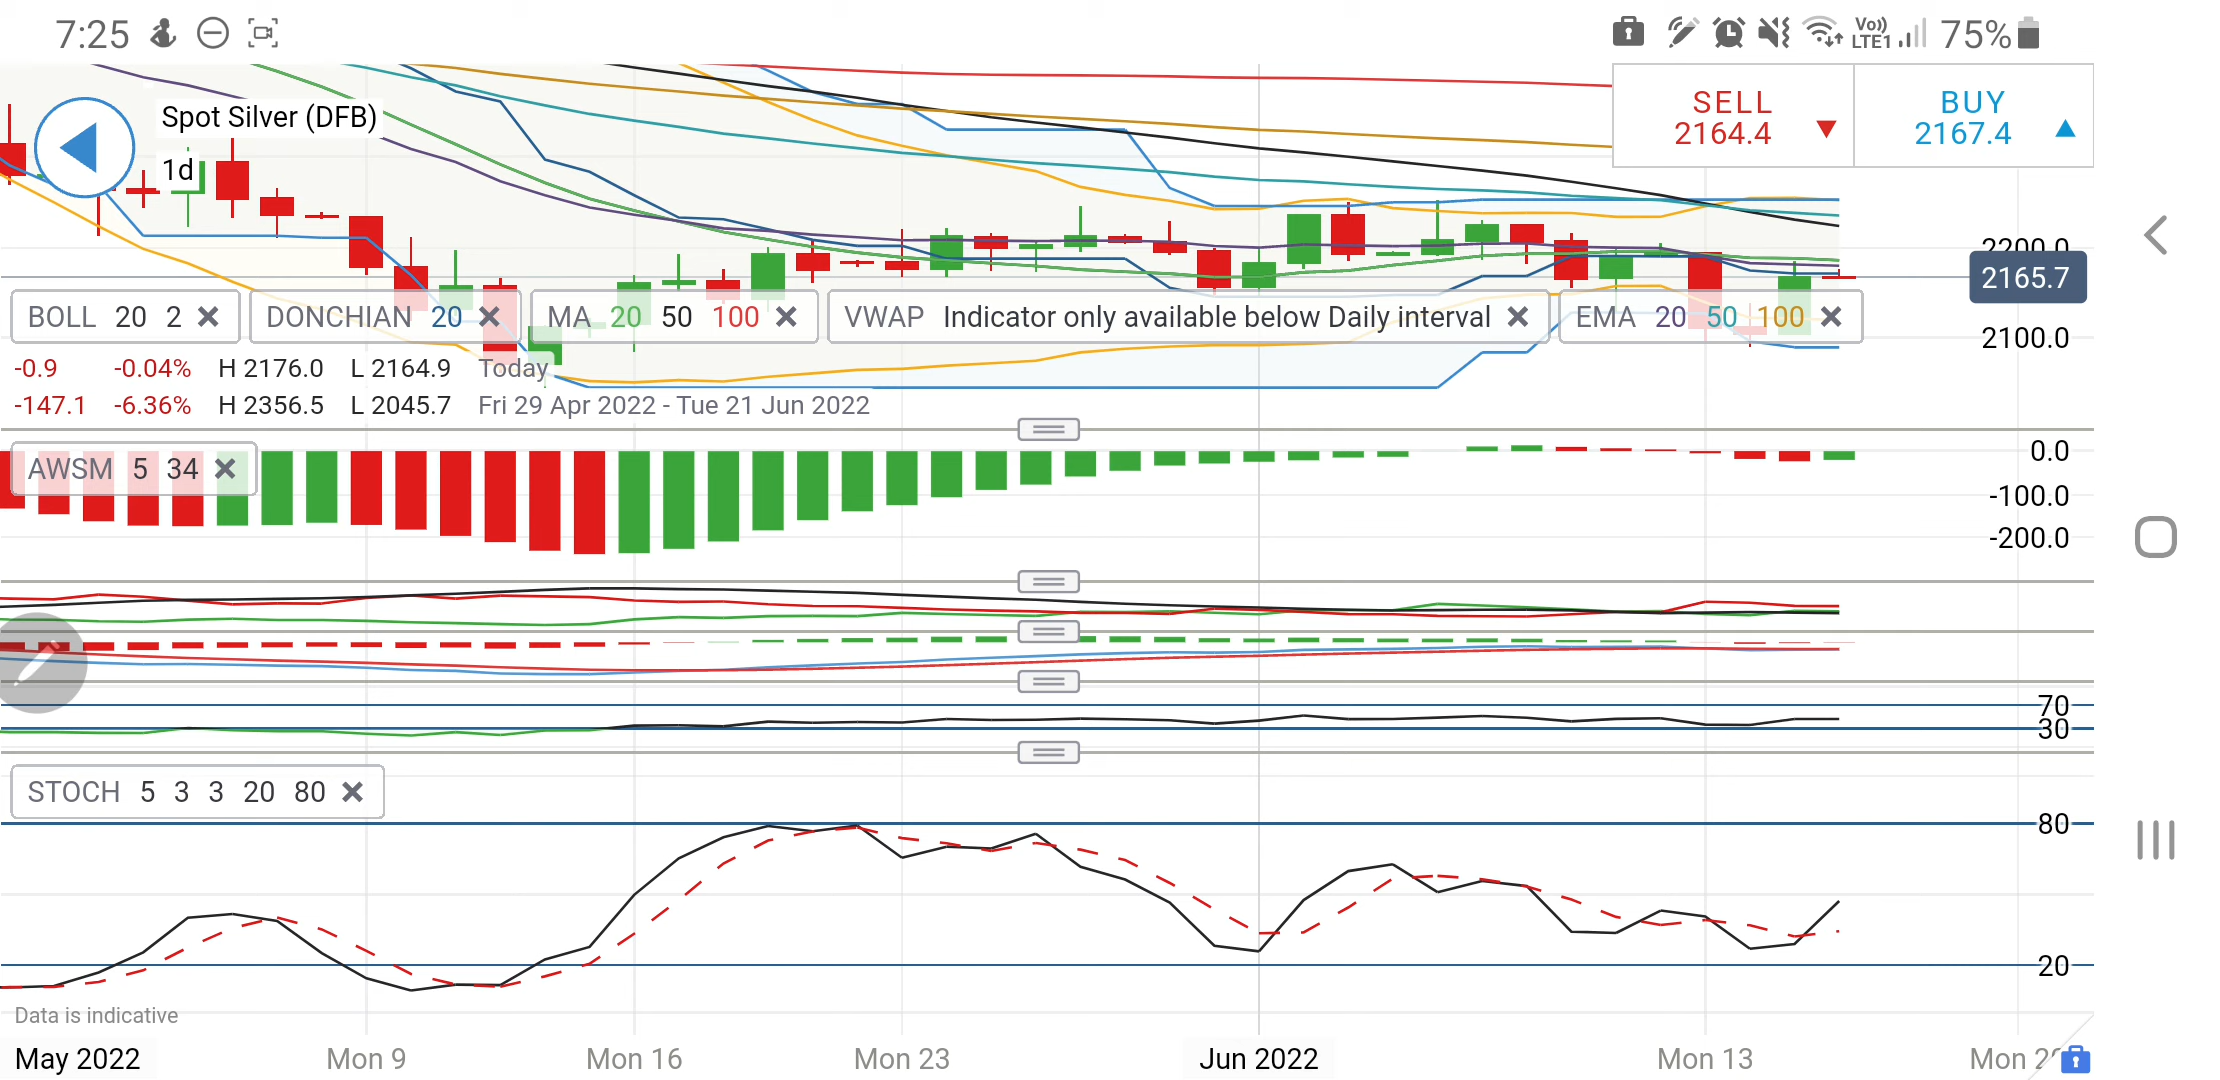 7:25
Vo)) LTE1 75%
Spot Silver (DFB)
1d
SELL
2164.4
BUY
2167.4
2200.0
2165.7
2100.0
BOLL 20 2
DONCHIAN 20
MA 20 50 100
VWAP Indicator only available below Daily interval
EMA 20 50 100
-0.9 -0.04% H 2176.0 L 2164.9 Today
-147.1 -6.36% H 2356.5 L 2045.7 Fri 29 Apr 2022 - Tue 21 Jun 2022
AWSM 5 34
0.0
-100.0
-200.0
70
30
STOCH 5 3 3 20 80
80
20
Data is indicative
May 2022 Mon 9 Mon 16 Mon 23 Jun 2022 Mon 13 Mon